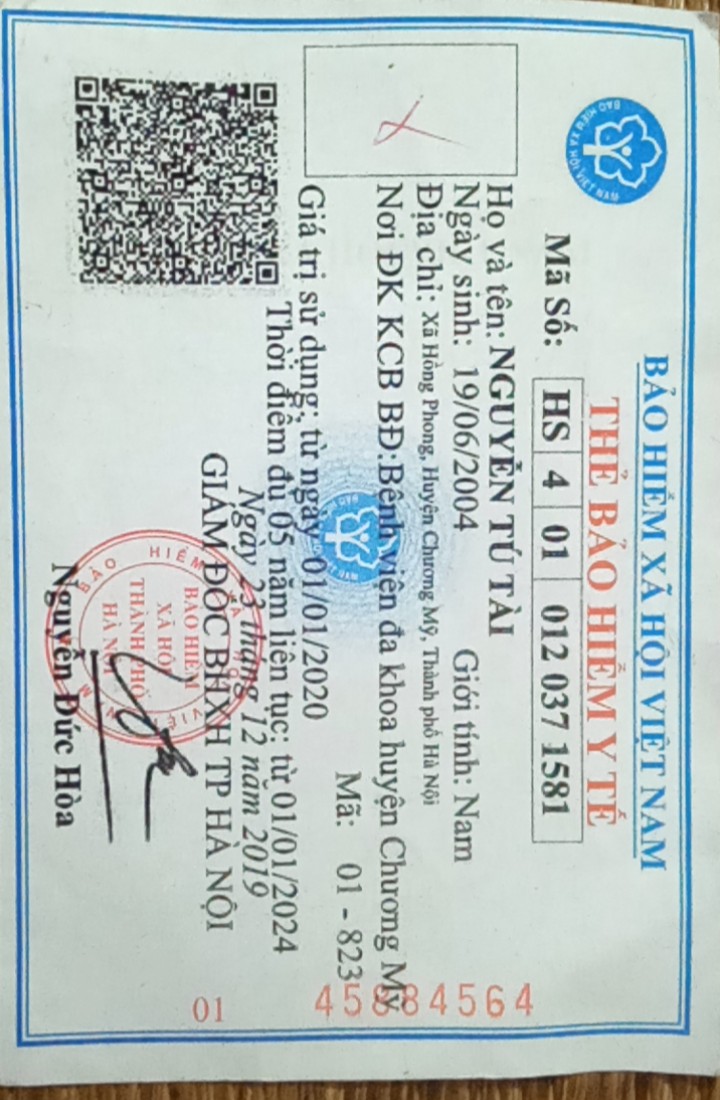 BẢO HIỂM XÃ HỘI VIỆT NAM
THẺ BẢO HIỂM Y TẾ
BẢO HIỂM XÃ HỘI VIỆT NAM
Mã Số: HS 4 01 012 037 1581
Họ và tên: NGUYỄN TÚ TÀI
Ngày sinh: 19/06/2004 Giới tính: Nam
Địa chỉ: Xã Hồng Phong, Huyện Chương Mỹ, Thành phố Hà Nội
Nơi ĐK KCB BĐ: Bệnh viện đa khoa huyện Chương Mỹ
Mã: 01 - 823
Giá trị sử dụng: từ ngày 01/01/2020
Thời điểm đủ 05 năm liên tục: từ 01/01/2024
Ngày 23 tháng 12 năm 2019
GIÁM ĐỐC BHXH TP HÀ NỘI
BẢO HIỂM
XÃ HỘI
THÀNH PHỐ
HÀ NỘI
Nguyễn Đức Hòa
45884564
01